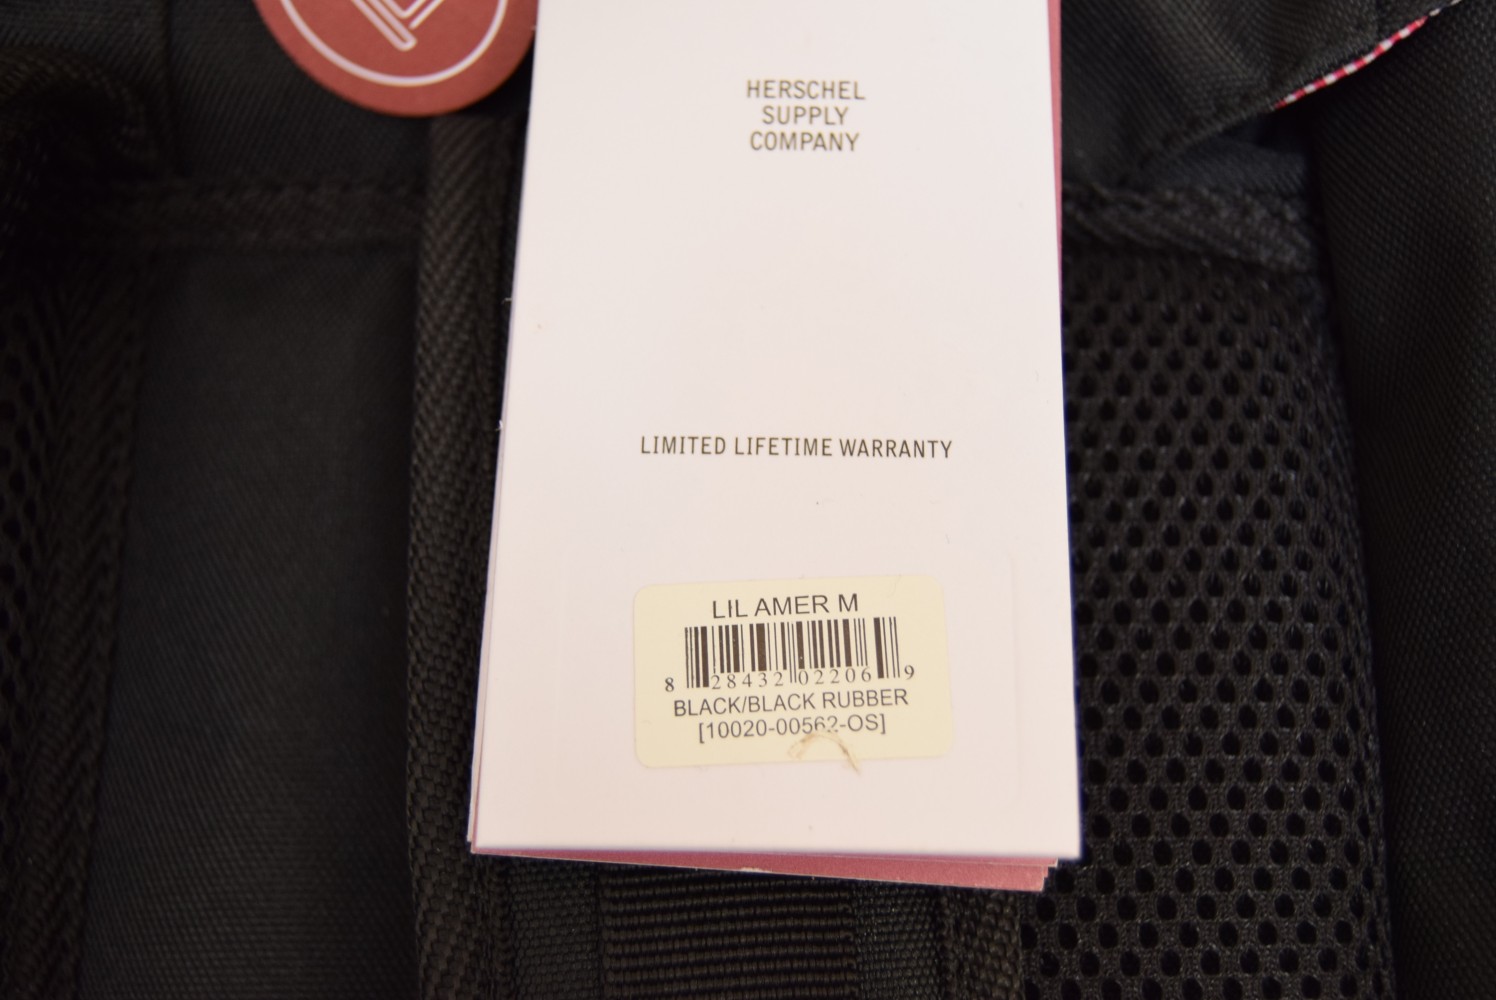 HERSCHEL
SUPPLY
COMPANY
LIMITED LIFETIME WARRANTY
LIL AMER M
8 28432 02206 9
BLACK/BLACK RUBBER
[10020-00562-OS]